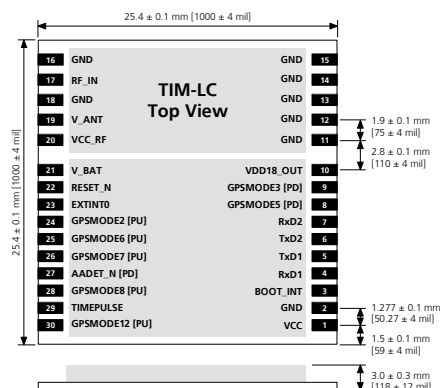 25.4 ± 0.1 mm [1000 ± 4 mil]
25.4 ± 0.1 mm [1000 ± 4 mil]
TIM-LC
Top View
16 GND GND 15
17 RF_IN GND 14
18 GND GND 13
19 V_ANT GND 12
20 VCC_RF GND 11
21 V_BAT VDD18_OUT 10
22 RESET_N GPSMODE3 [PD] 9
23 EXTINT0 GPSMODE5 [PD] 8
24 GPSMODE2 [PU] RxD2 7
25 GPSMODE6 [PU] TxD2 6
26 GPSMODE7 [PU] TxD1 5
27 AADET_N [PD] RxD1 4
28 GPSMODE8 [PU] BOOT_INT 3
29 TIMEPULSE GND 2
30 GPSMODE12 [PU] VCC 1
1.9 ± 0.1 mm
[75 ± 4 mil]
2.8 ± 0.1 mm
[110 ± 4 mil]
1.277 ± 0.1 mm
[50.27 ± 4 mil]
1.5 ± 0.1 mm
[59 ± 4 mil]
3.0 ± 0.3 mm
[118 ± 12 mil]